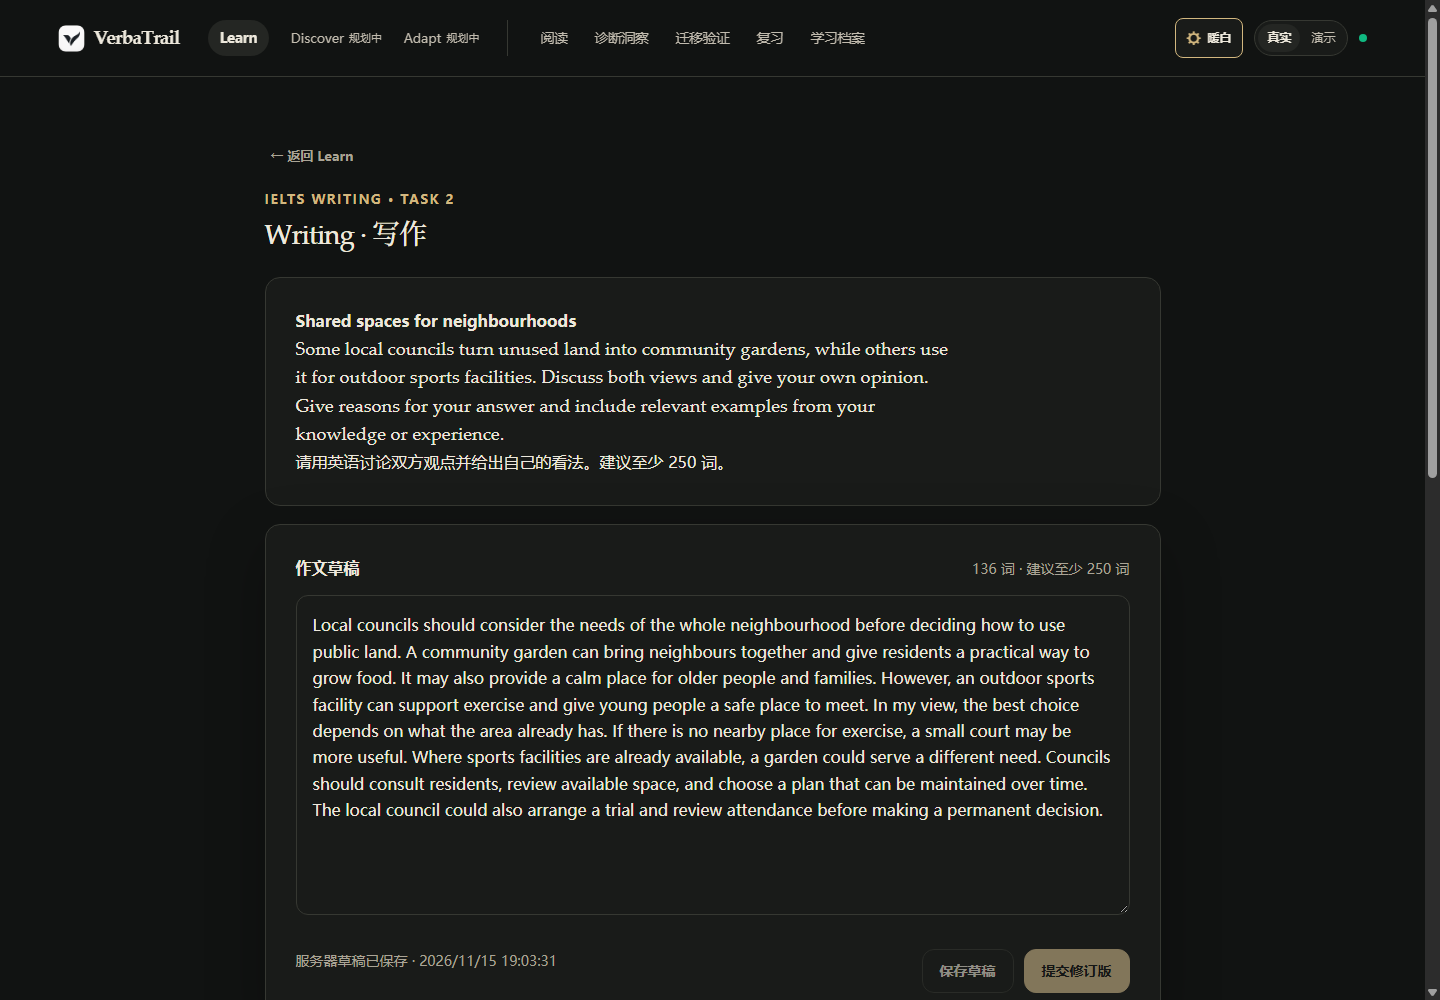 VerbaTrail Learn Discover 规划中 Adapt 规划中 阅读 诊断洞察 迁移验证 复习 学习档案 暖白 真实 演示
← 返回 Learn
IELTS WRITING • TASK 2
Writing · 写作
Shared spaces for neighbourhoods
Some local councils turn unused land into community gardens, while others use
it for outdoor sports facilities. Discuss both views and give your own opinion.
Give reasons for your answer and include relevant examples from your
knowledge or experience.
请用英语讨论双方观点并给出自己的看法。建议至少 250 词。
作文草稿 136 词 · 建议至少 250 词
Local councils should consider the needs of the whole neighbourhood before deciding how to use
public land. A community garden can bring neighbours together and give residents a practical way to
grow food. It may also provide a calm place for older people and families. However, an outdoor sports
facility can support exercise and give young people a safe place to meet. In my view, the best choice
depends on what the area already has. If there is no nearby place for exercise, a small court may be
more useful. Where sports facilities are already available, a garden could serve a different need. Councils
should consult residents, review available space, and choose a plan that can be maintained over time.
The local council could also arrange a trial and review attendance before making a permanent decision.
服务器草稿已保存 · 2026/11/15 19:03:31 保存草稿 提交修订版